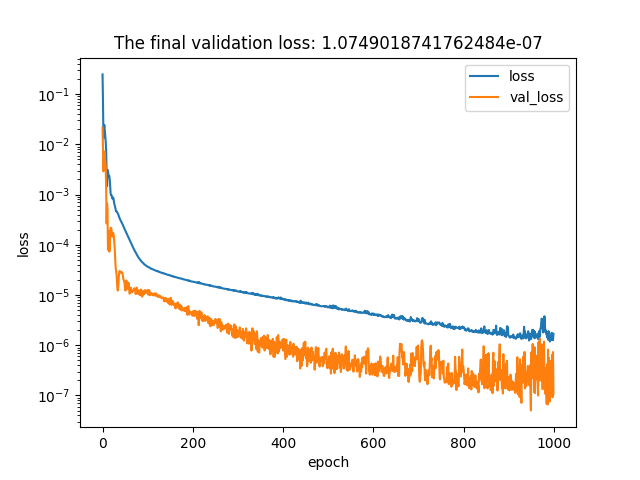 The final validation loss: 1.0749018741762484e-07
loss
val_loss
10⁻¹
10⁻²
10⁻³
10⁻⁴
10⁻⁵
10⁻⁶
10⁻⁷
loss
0 200 400 600 800 1000
epoch